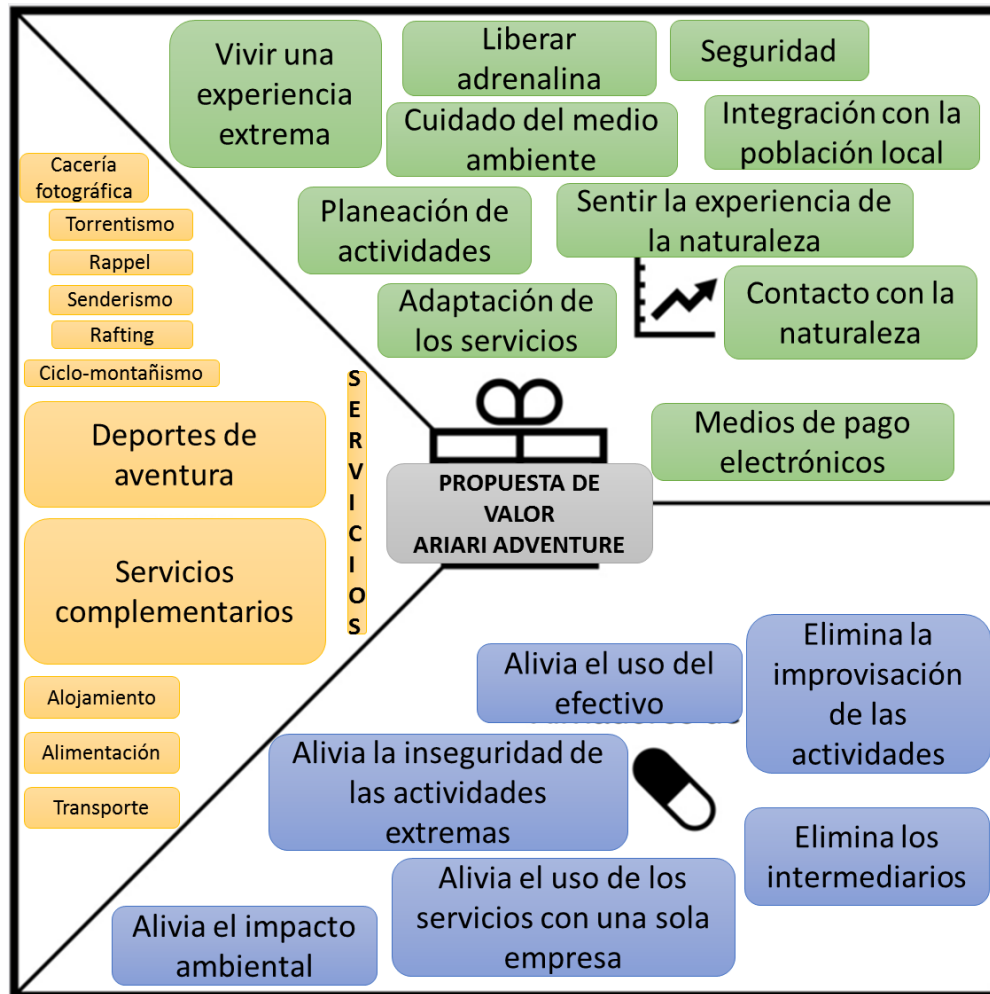 Vivir una
experiencia
extrema
Liberar
adrenalina
Seguridad
Cuidado del medio
ambiente
Integración con la
población local
Planeación de
actividades
Sentir la experiencia de
la naturaleza
Adaptación de
los servicios
Contacto con la
naturaleza
Medios de pago
electrónicos
Cacería
fotográfica
Torrentismo
Rappel
Senderismo
Rafting
Ciclo-montañismo
Deportes de
aventura
Servicios
complementarios
Alojamiento
Alimentación
Transporte
SERVICIOS
PROPUESTA DE
VALOR
ARIARI ADVENTURE
Alivia el uso del
efectivo
Elimina la
improvisación
de las
actividades
Alivia la inseguridad de
las actividades
extremas
Elimina los
intermediarios
Alivia el uso de los
servicios con una sola
empresa
Alivia el impacto
ambiental